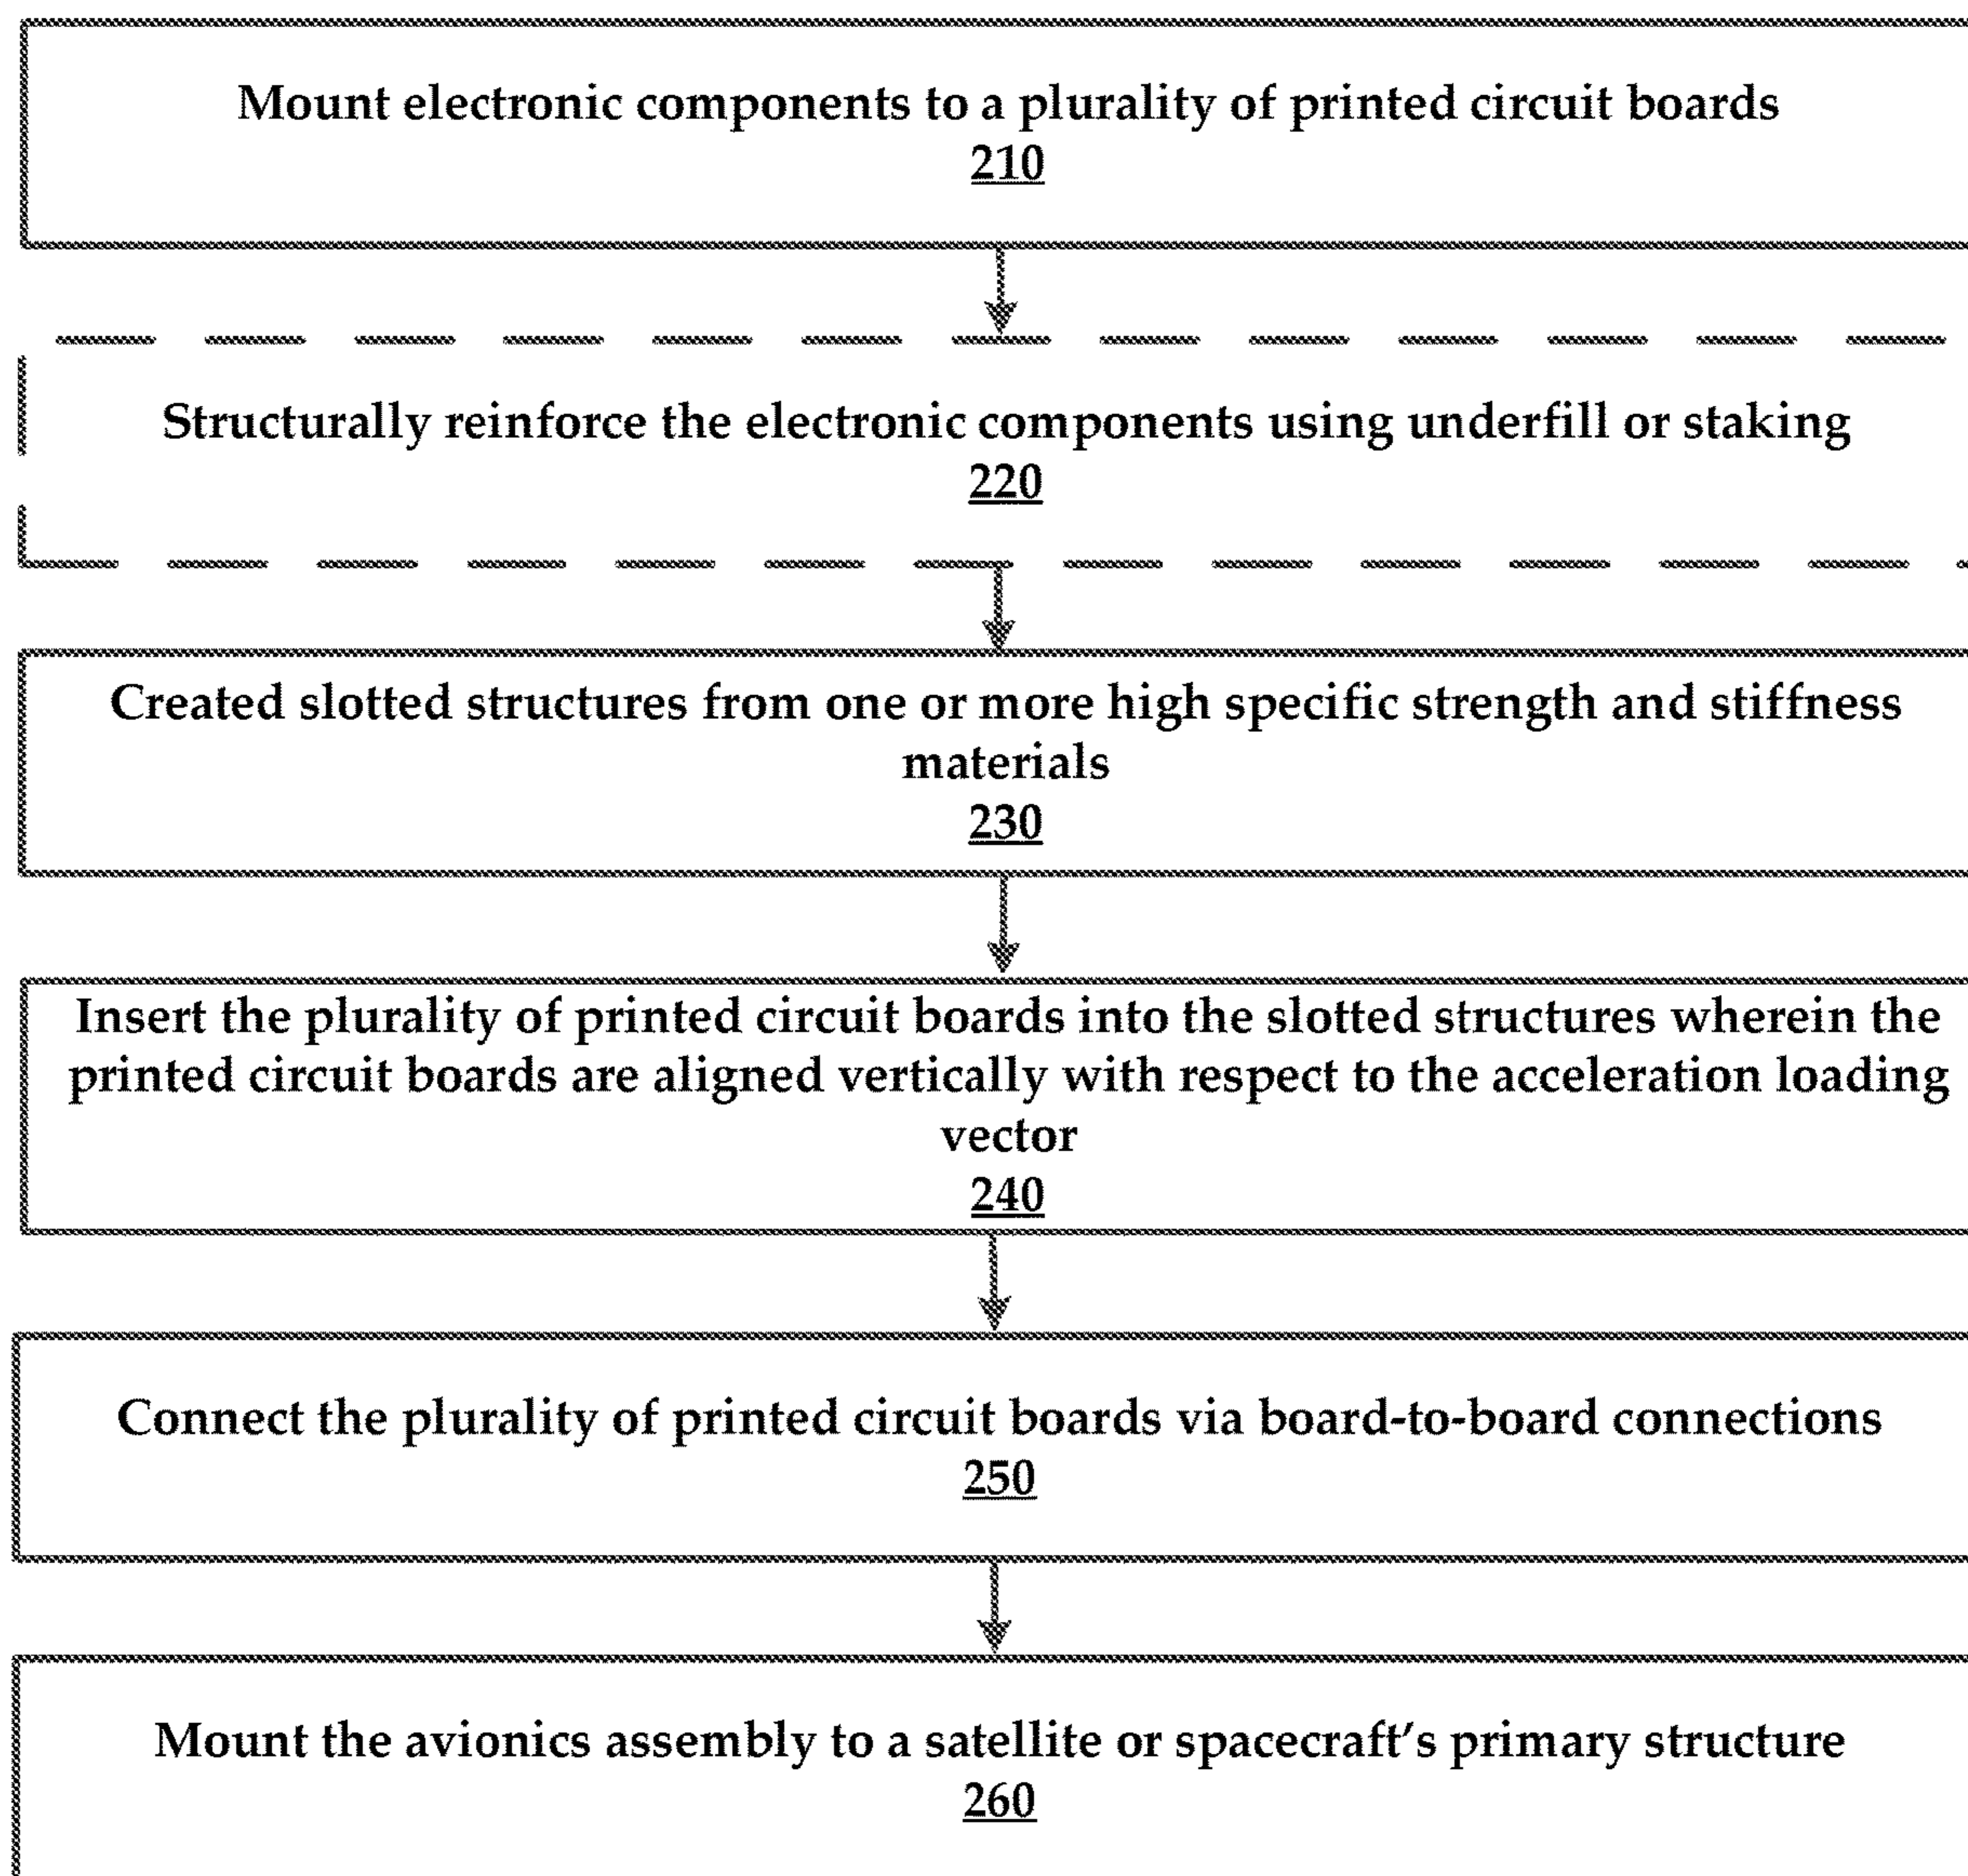 Mount electronic components to a plurality of printed circuit boards
210
Structurally reinforce the electronic components using underfill or staking
220
Created slotted structures from one or more high specific strength and stiffness
materials
230
Insert the plurality of printed circuit boards into the slotted structures wherein the
printed circuit boards are aligned vertically with respect to the acceleration loading
vector
240
Connect the plurality of printed circuit boards via board-to-board connections
250
Mount the avionics assembly to a satellite or spacecraft's primary structure
260